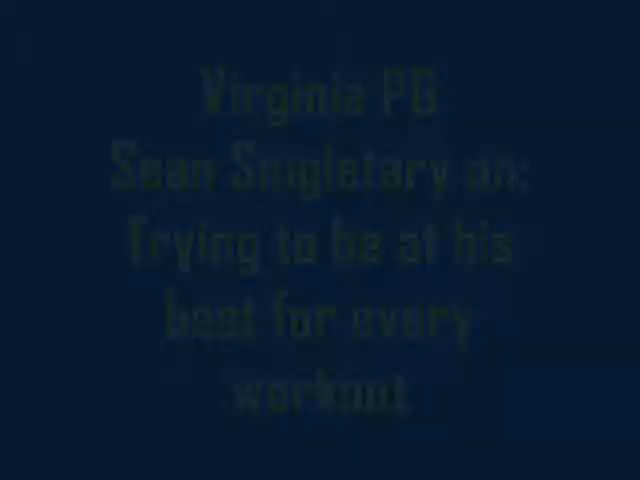 Virginia PG
Sean Singletary on:
Trying to be at his
best for every
workout